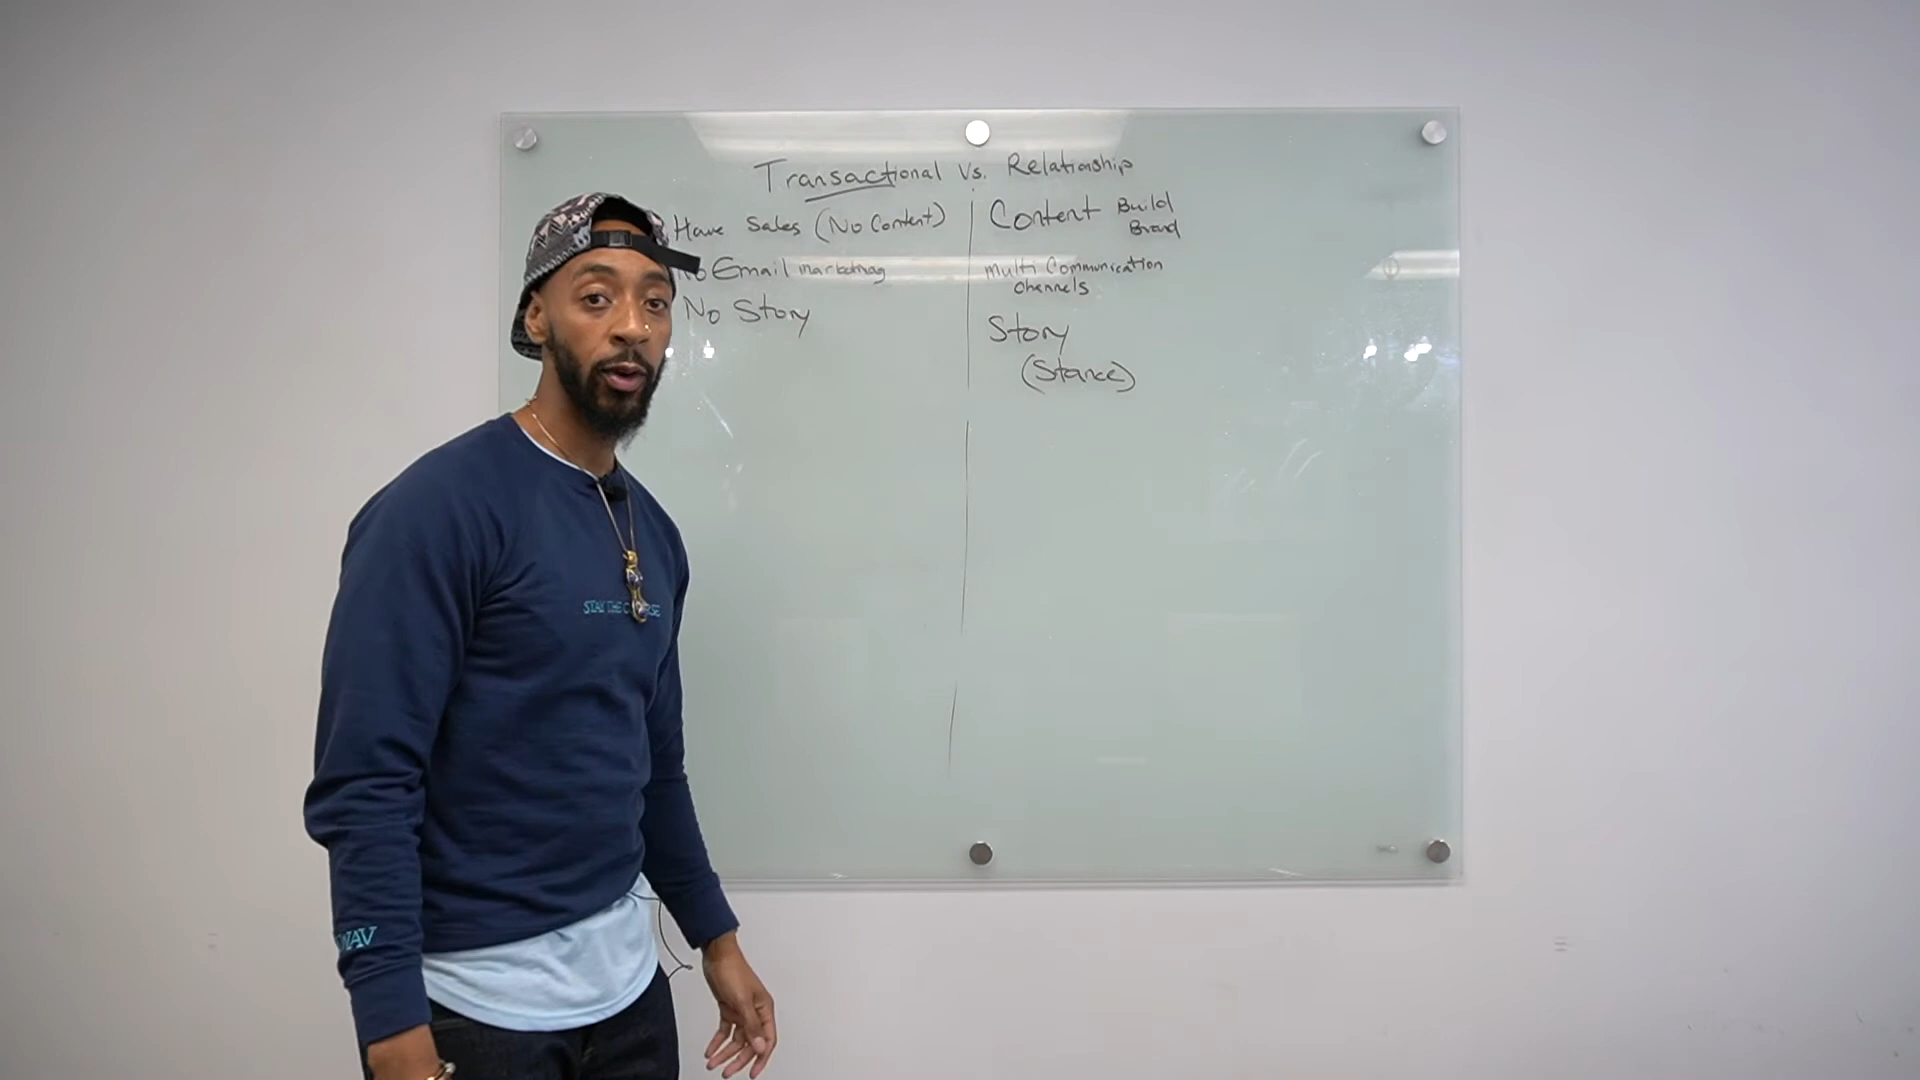 Transactional Vs. Relationship
Have Sales (No Content)
No Email marketing
No Story
Content Build
Brand
multi Communication
Channels
Story
(Stance)
STAY THE COURSE